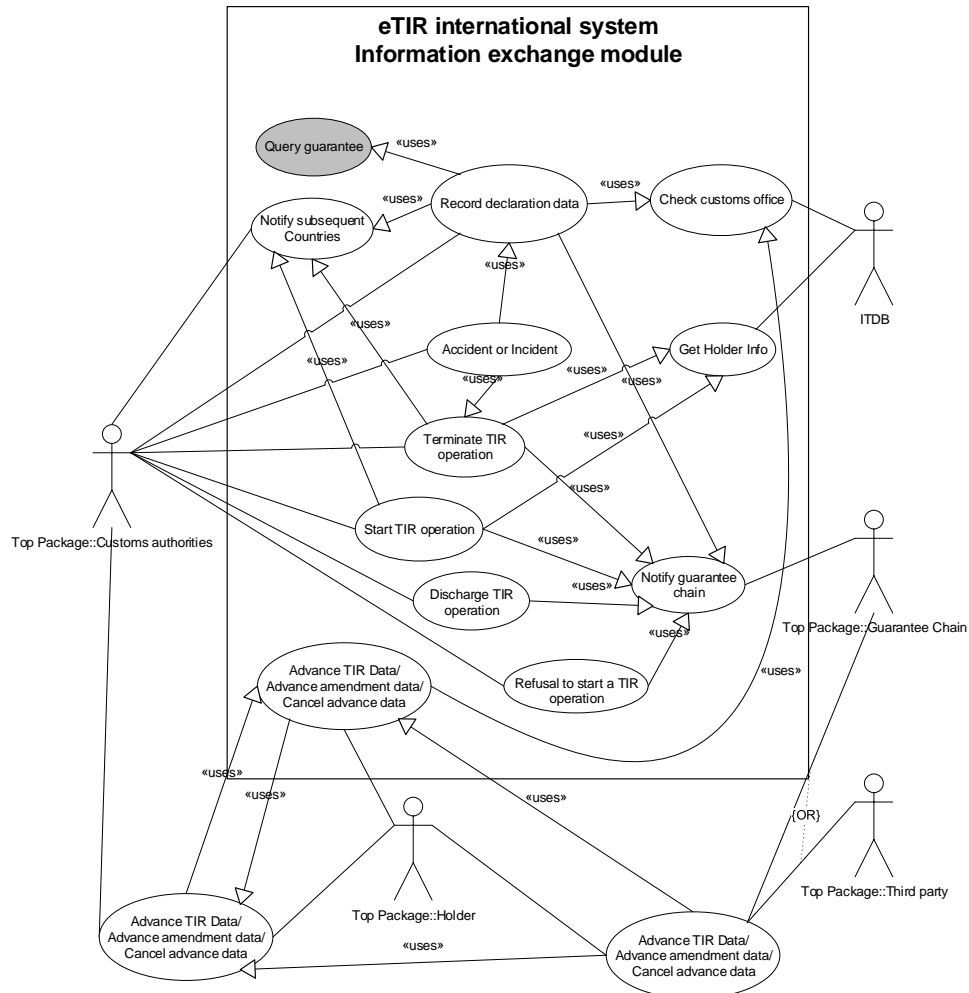 eTIR international system
Information exchange module
Query guarantee
«uses»
Record declaration data
«uses»
Check customs office
«uses»
Notify subsequent
Countries
«uses»
ITDB
«uses»
Accident or Incident
Get Holder Info
«uses»
«uses»
«uses»
«uses»
Terminate TIR
operation
«uses»
«uses»
Top Package::Customs authorities
Start TIR operation
«uses»
Notify guarantee
chain
«uses»
Discharge TIR
operation
Top Package::Guarantee Chain
«uses»
Advance TIR Data/
Advance amendment data/
Cancel advance data
Refusal to start a TIR
operation
«uses»
«uses»
«uses»
«uses»
{OR}
Top Package::Holder
Top Package::Third party
Advance TIR Data/
Advance amendment data/
Cancel advance data
«uses»
Advance TIR Data/
Advance amendment data/
Cancel advance data